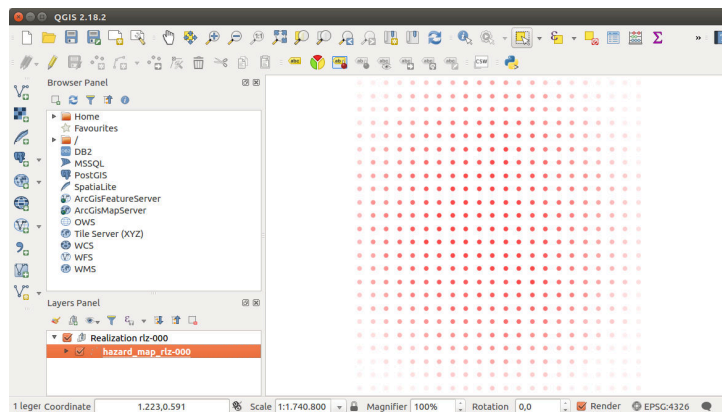 QGIS 2.18.2
»
abc
CSW
Browser Panel
Home
Favourites
/
DB2
MSSQL
PostGIS
SpatiaLite
ArcGisFeatureServer
ArcGisMapServer
OWS
Tile Server (XYZ)
WCS
WFS
WMS
Layers Panel
Realization rlz-000
hazard_map_rlz-000
1 leger Coordinate 1.223,0.591 Scale 1:1.740.800 Magnifier 100% Rotation 0,0 Render EPSG:4326